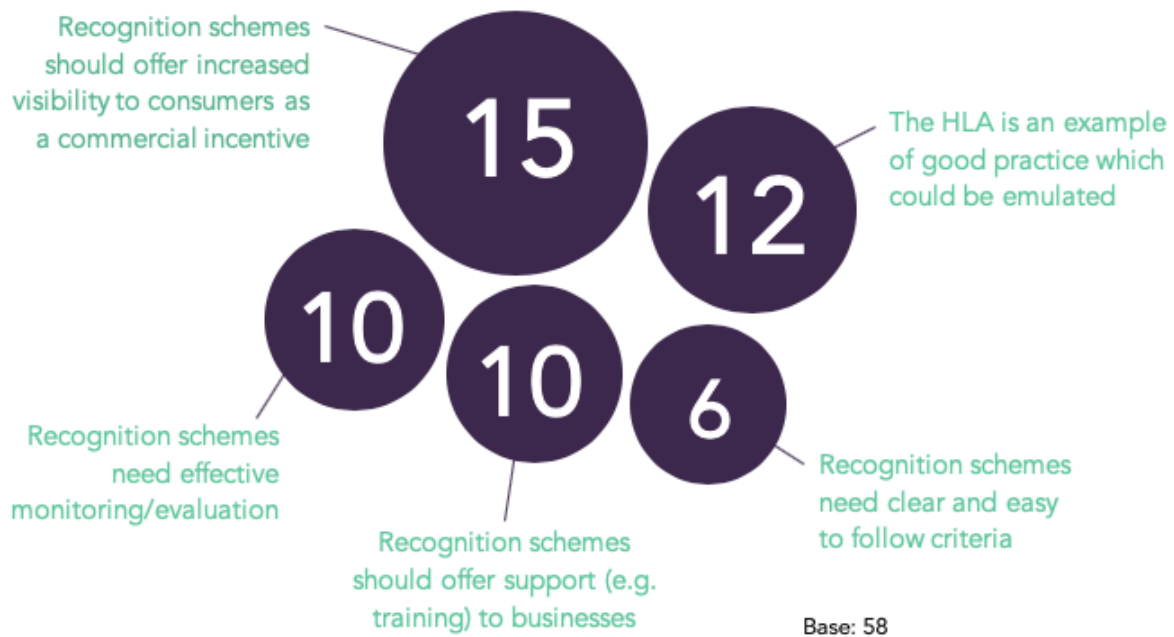 Recognition schemes
should offer increased
visibility to consumers as
a commercial incentive
15
The HLA is an example
of good practice which
could be emulated
12
10
Recognition schemes
need effective
monitoring/evaluation
10
Recognition schemes
should offer support (e.g.
training) to businesses
6
Recognition schemes
need clear and easy
to follow criteria
Base: 58